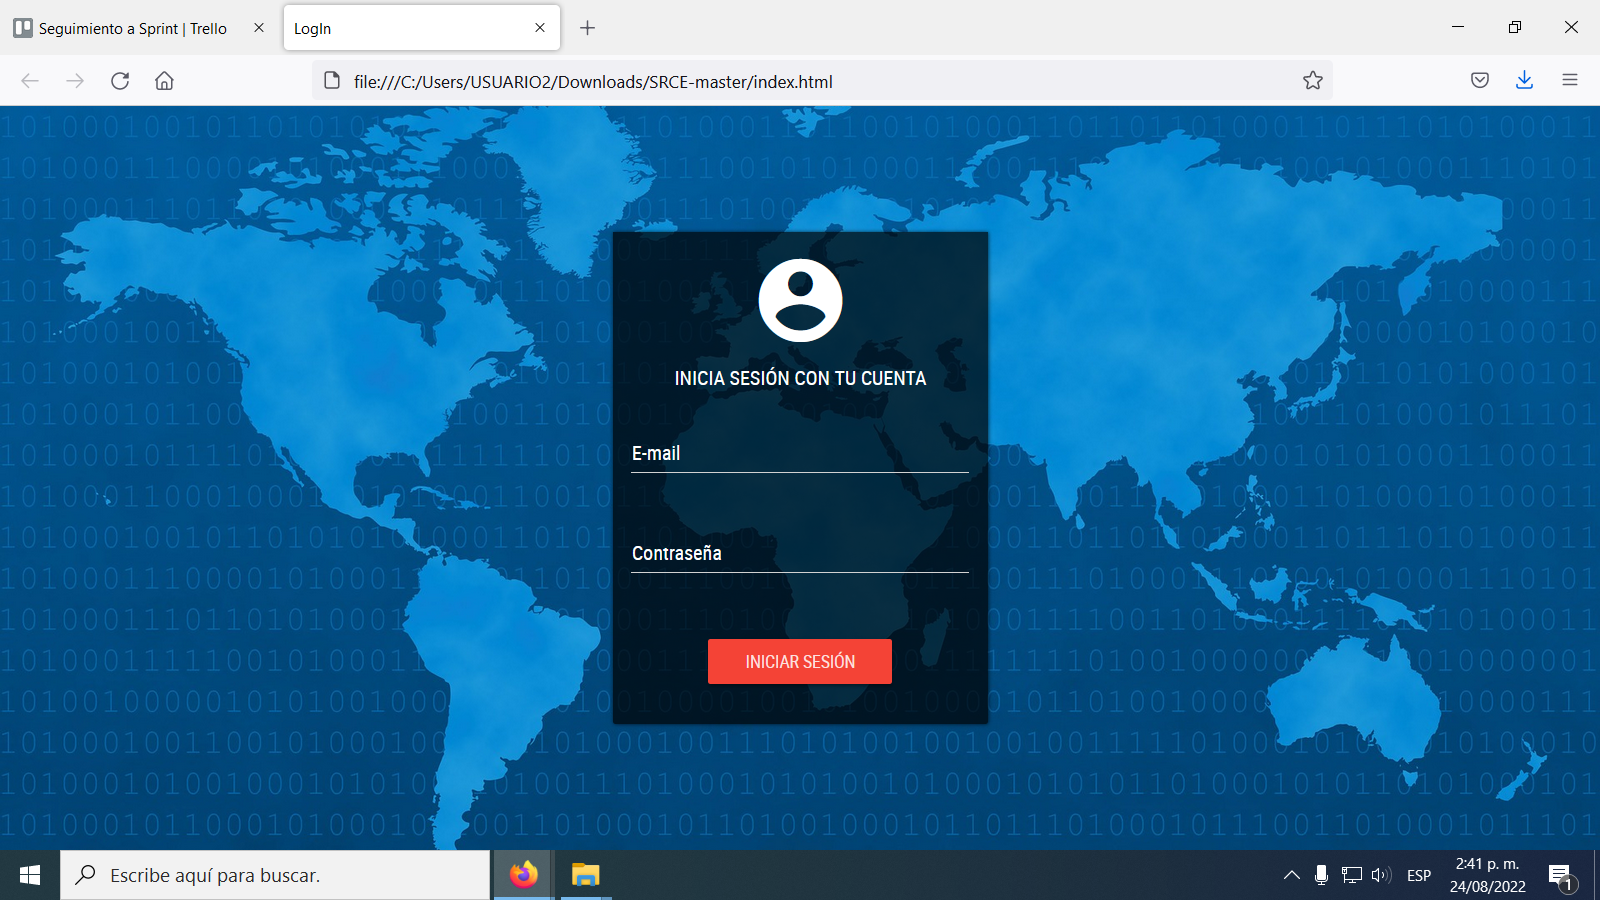 Seguimiento a Sprint | Trello
LogIn
file:///C:/Users/USUARIO2/Downloads/SRCE-master/index.html
INICIA SESIÓN CON TU CUENTA
E-mail
Contraseña
INICIAR SESIÓN
Escribe aquí para buscar.
ESP
2:41 p. m.
24/08/2022
1